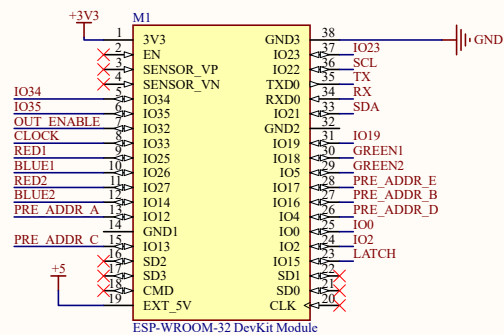 +3V3
M1
1 3V3 GND3 38 GND
2 EN IO23 37 IO23
3 SENSOR_VP IO22 36 SCL
4 SENSOR_VN TXD0 35 TX
IO34 5 IO34 RXD0 34 RX
IO35 6 IO35 IO21 33 SDA
OUT_ENABLE 7 IO32 GND2 32
CLOCK 8 IO33 IO19 31 IO19
RED1 9 IO25 IO18 30 GREEN1
BLUE1 10 IO26 IO5 29 GREEN2
RED2 11 IO27 IO17 28 PRE_ADDR_E
BLUE2 12 IO14 IO16 27 PRE_ADDR_B
PRE_ADDR_A 13 IO12 IO4 26 PRE_ADDR_D
14 GND1 IO0 25 IO0
PRE_ADDR_C 15 IO13 IO2 24 IO2
16 SD2 IO15 23 LATCH
17 SD3 SD1 22
18 CMD SD0 21
+5 19 EXT_5V CLK 20
ESP-WROOM-32 DevKit Module